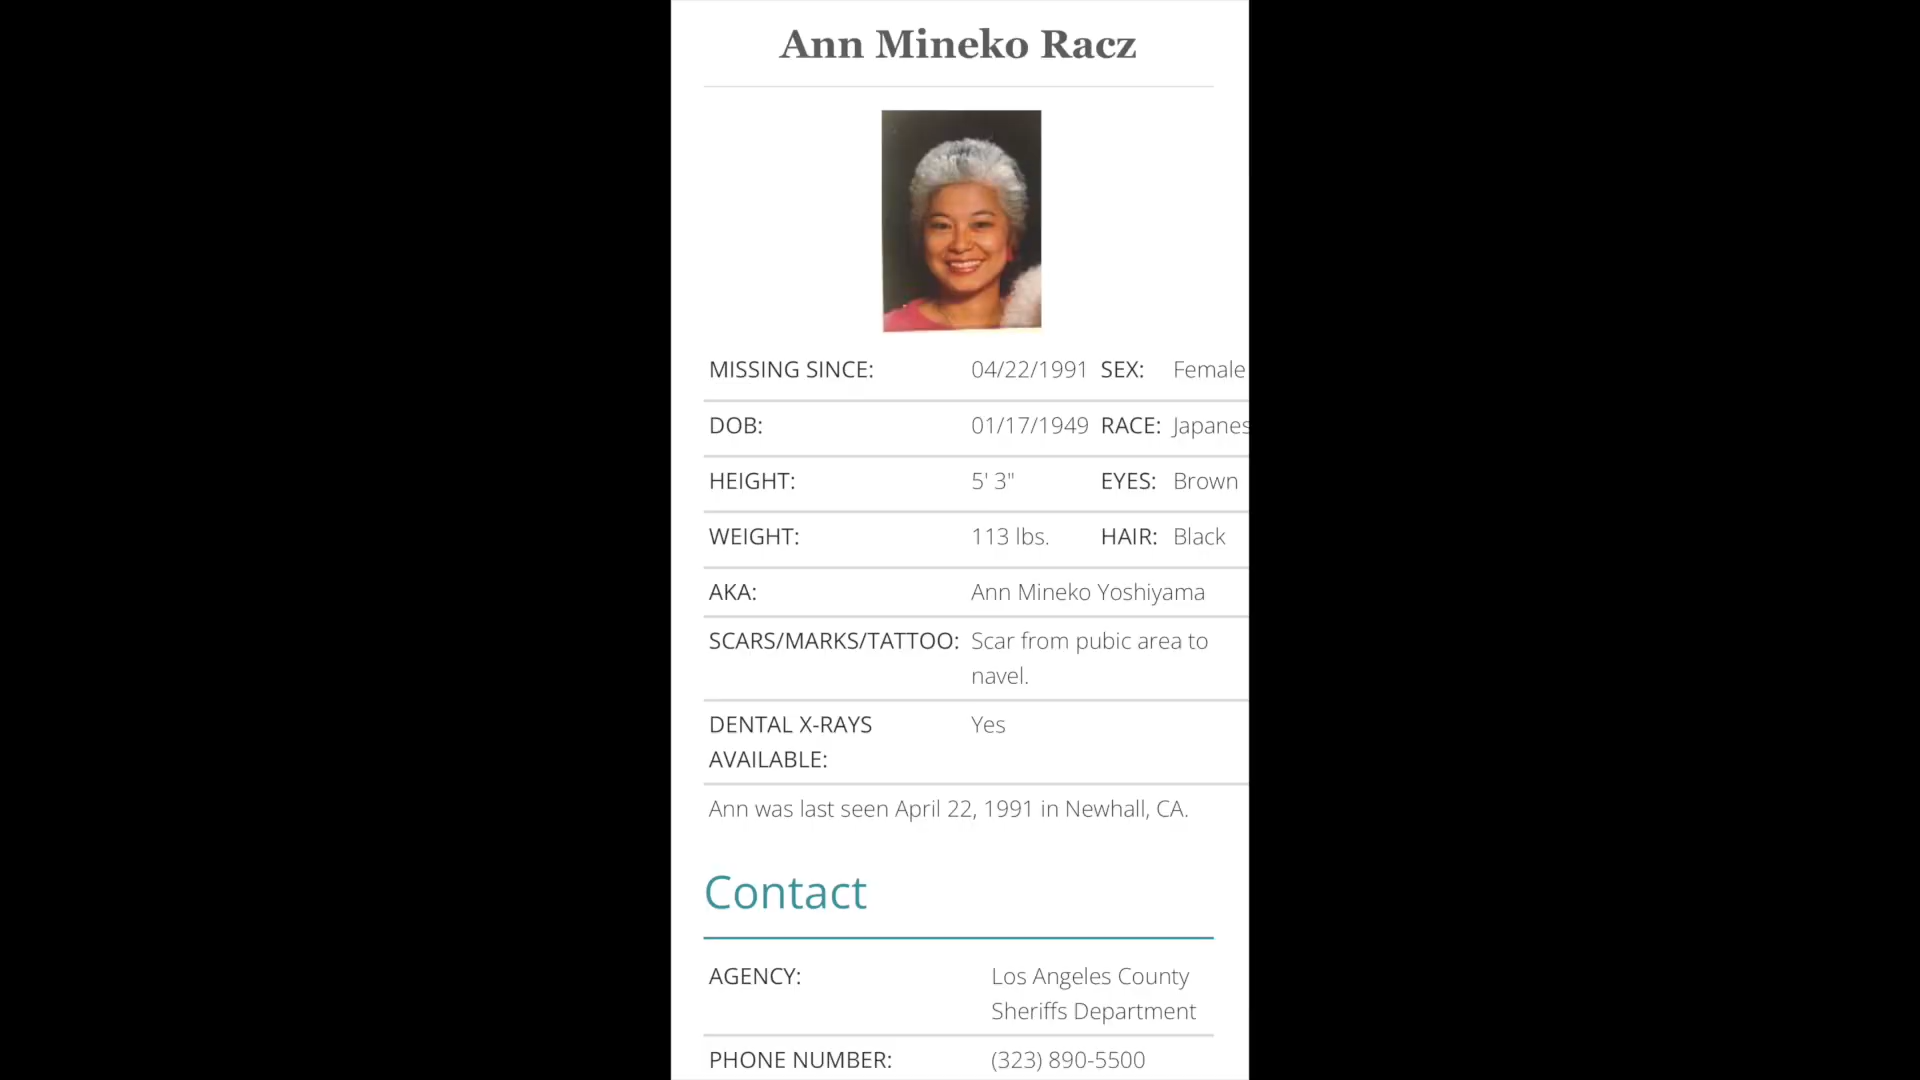 Ann Mineko Racz
MISSING SINCE: 04/22/1991 SEX: Female
DOB: 01/17/1949 RACE: Japanes
HEIGHT: 5' 3" EYES: Brown
WEIGHT: 113 lbs. HAIR: Black
AKA: Ann Mineko Yoshiyama
SCARS/MARKS/TATTOO: Scar from pubic area to
navel.
DENTAL X-RAYS Yes
AVAILABLE:
Ann was last seen April 22, 1991 in Newhall, CA.
Contact
AGENCY: Los Angeles County
Sheriffs Department
PHONE NUMBER: (323) 890-5500